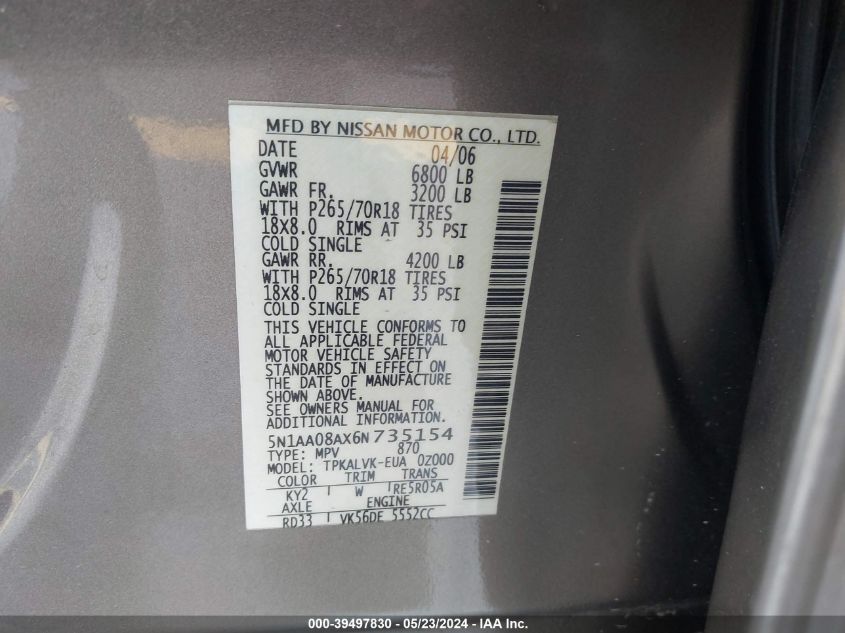 MFD BY NISSAN MOTOR CO., LTD.
DATE 04/06
GVWR 6800 LB
GAWR FR. 3200 LB
WITH P265/70R18 TIRES
18X8.0 RIMS AT 35 PSI
COLD SINGLE
GAWR RR. 4200 LB
WITH P265/70R18 TIRES
18X8.0 RIMS AT 35 PSI
COLD SINGLE
THIS VEHICLE CONFORMS TO
ALL APPLICABLE FEDERAL
MOTOR VEHICLE SAFETY
STANDARDS IN EFFECT ON
THE DATE OF MANUFACTURE
SHOWN ABOVE.
SEE OWNERS MANUAL FOR
ADDITIONAL INFORMATION.
5N1AA08AX6N735154
TYPE: MPV 870
MODEL: TPKALVK-EUA 0Z000
COLOR TRIM TRANS
KY2 W RE5R05A
AXLE ENGINE
RD33 VK56DE 5552CC
000-39497830 - 05/23/2024 - IAA Inc.